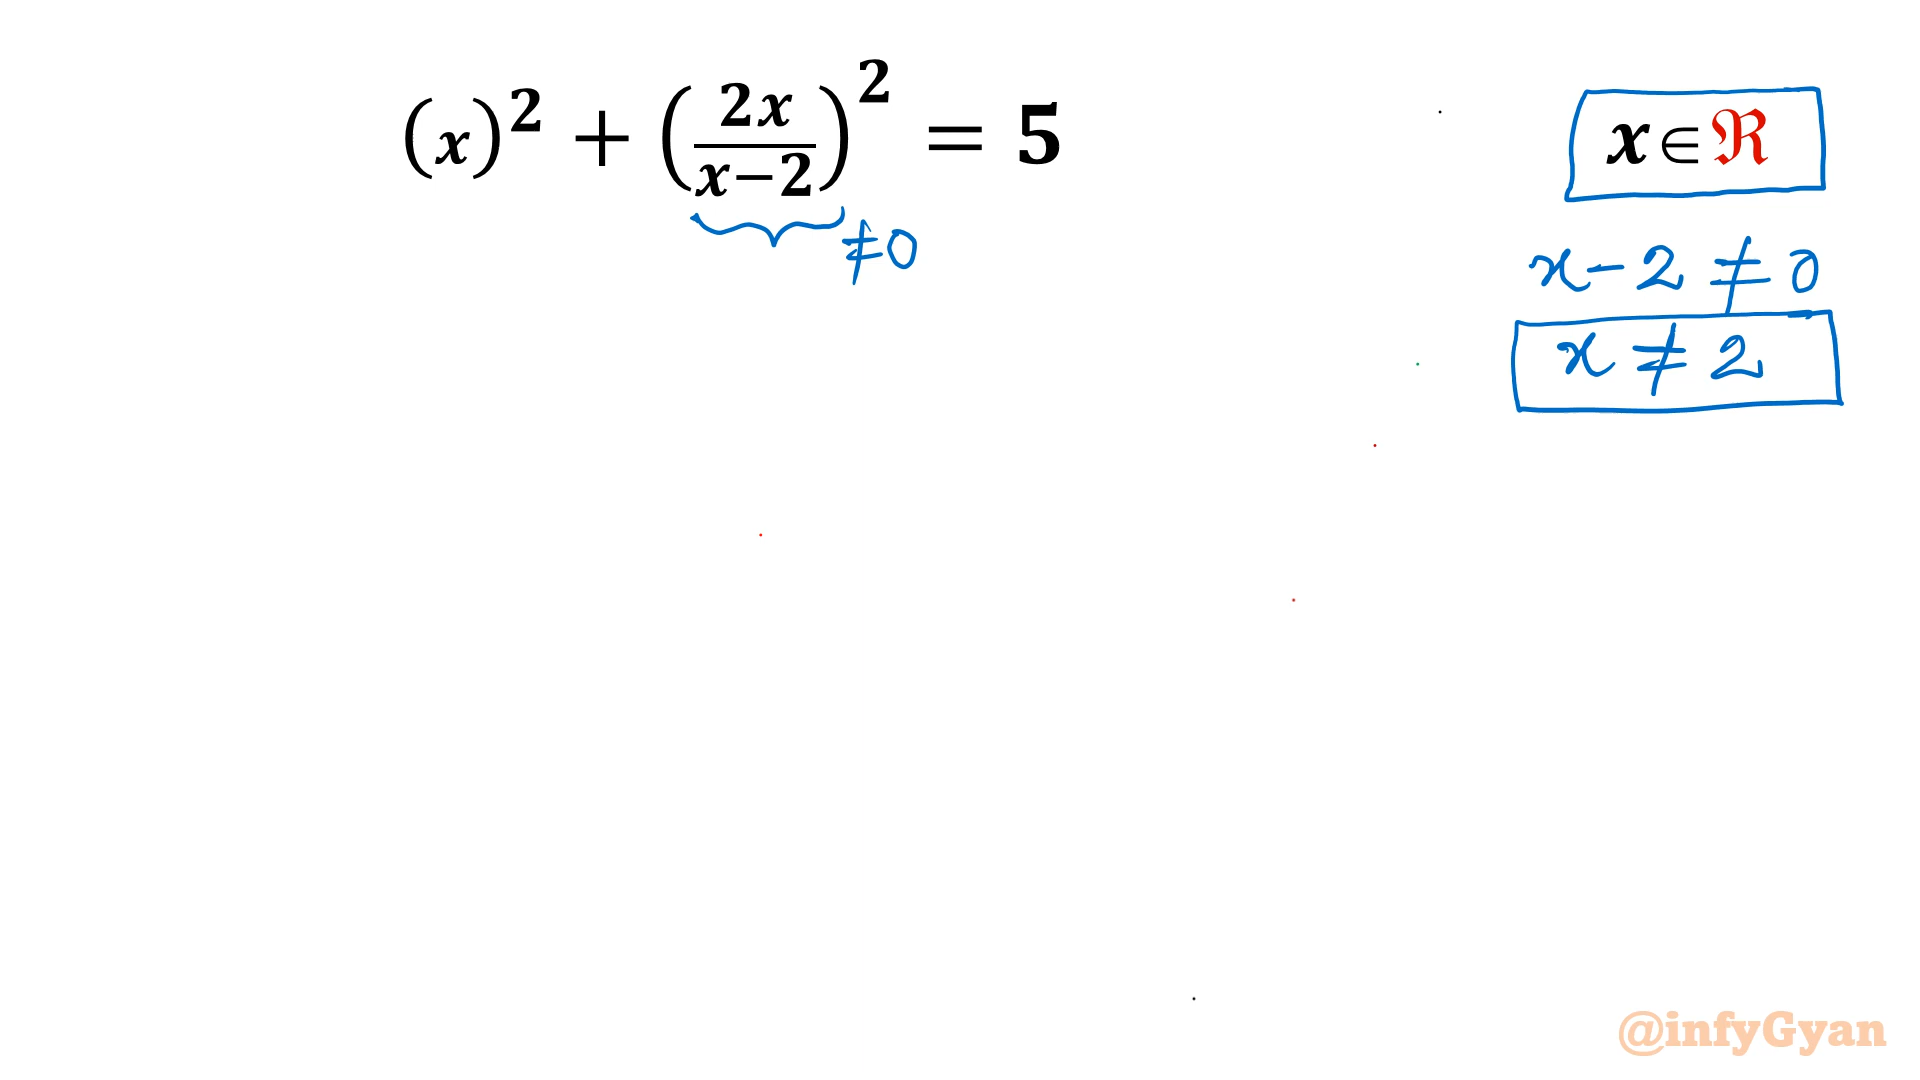 (x)² + (2x/(x−2))² = 5
≠0
x∈ℜ
x−2 ≠ 0
x ≠ 2
@infyGyan